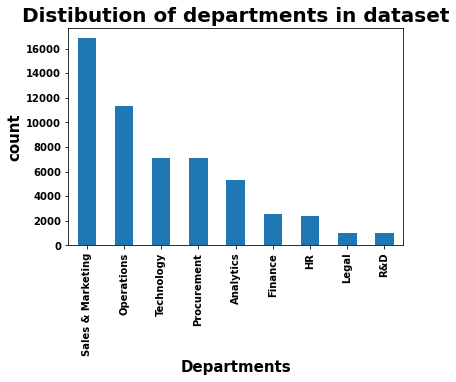 Distibution of departments in dataset
count
16000
14000
12000
10000
8000
6000
4000
2000
0
Sales & Marketing
Operations
Technology
Procurement
Analytics
Finance
HR
Legal
R&D
Departments